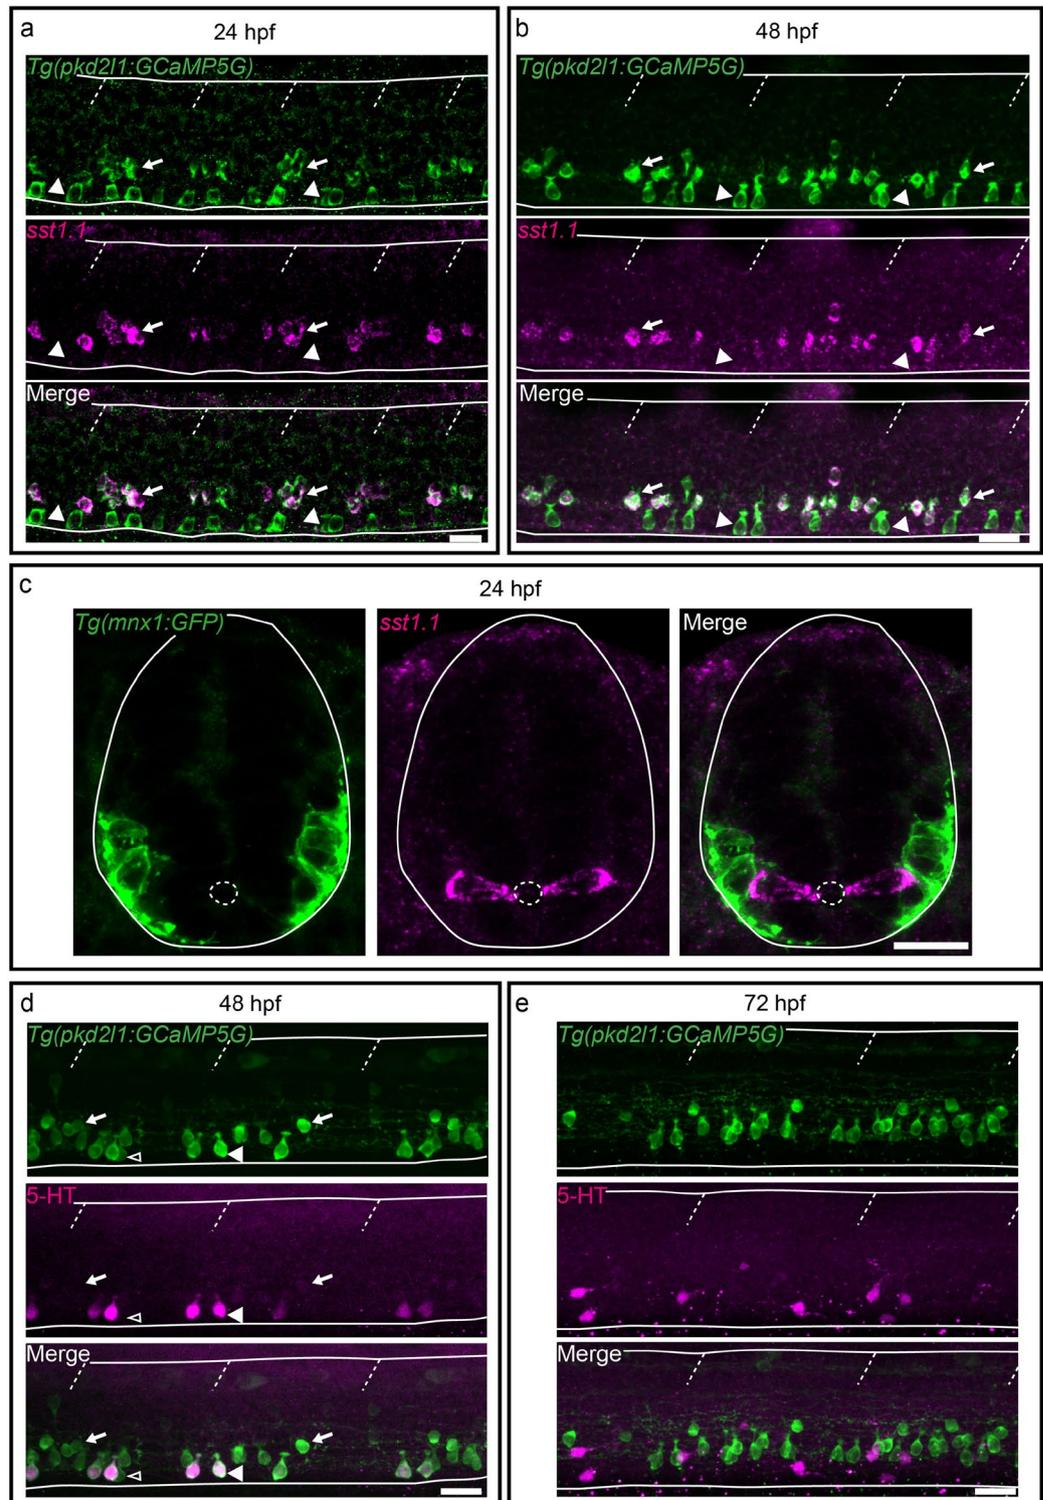 a
24 hpf
Tg(pkd2l1:GCaMP5G)
sst1.1
Merge
b
48 hpf
Tg(pkd2l1:GCaMP5G)
sst1.1
Merge
c
24 hpf
Tg(mnx1:GFP)
sst1.1
Merge
d
48 hpf
Tg(pkd2l1:GCaMP5G)
5-HT
Merge
e
72 hpf
Tg(pkd2l1:GCaMP5G)
5-HT
Merge